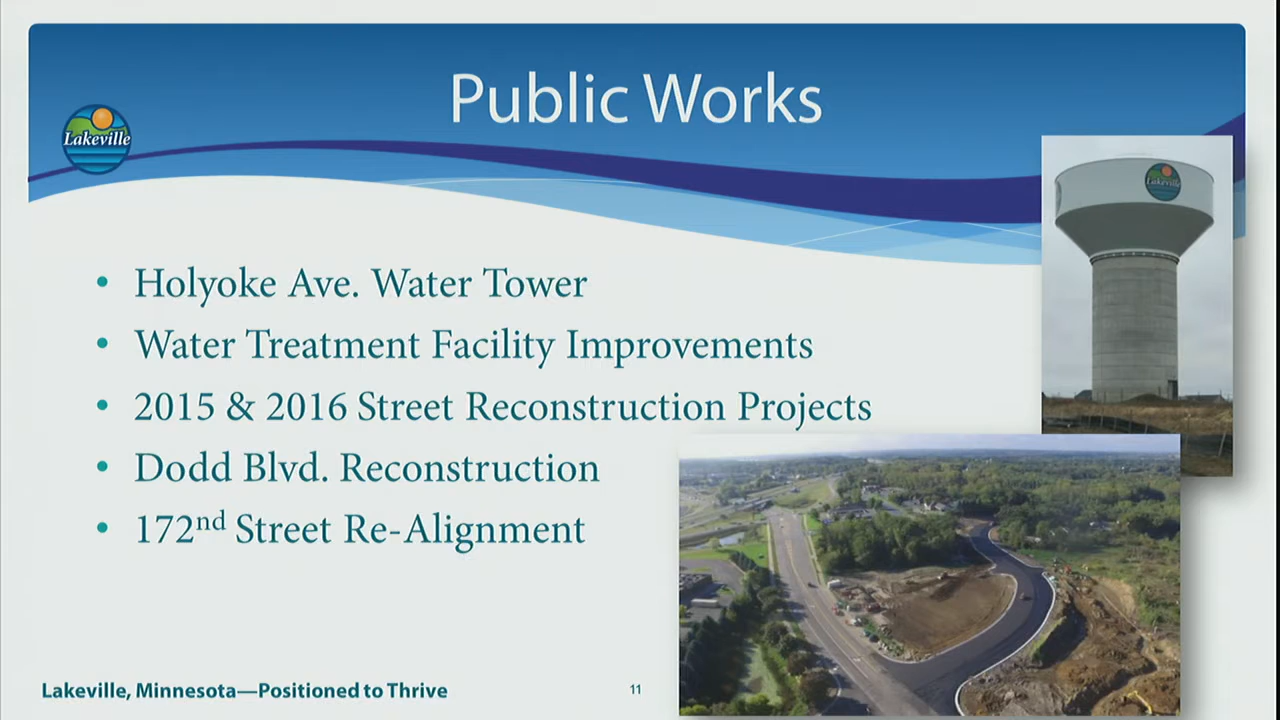 Public Works
Lakeville
Lakeville
• Holyoke Ave. Water Tower
• Water Treatment Facility Improvements
• 2015 & 2016 Street Reconstruction Projects
• Dodd Blvd. Reconstruction
• 172nd Street Re-Alignment
Lakeville, Minnesota—Positioned to Thrive
11